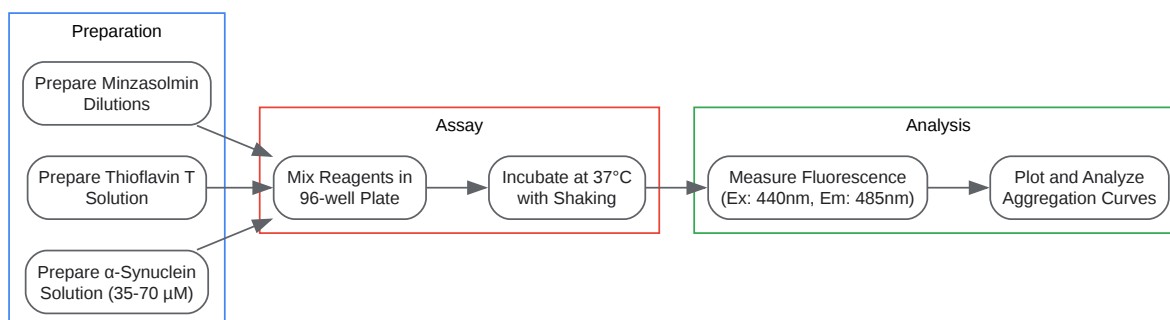 Preparation
Prepare Minzasolmin
Dilutions
Prepare Thioflavin T
Solution
Prepare α-Synuclein
Solution (35-70 µM)
Assay
Mix Reagents in
96-well Plate
Incubate at 37°C
with Shaking
Analysis
Measure Fluorescence
(Ex: 440nm, Em: 485nm)
Plot and Analyze
Aggregation Curves